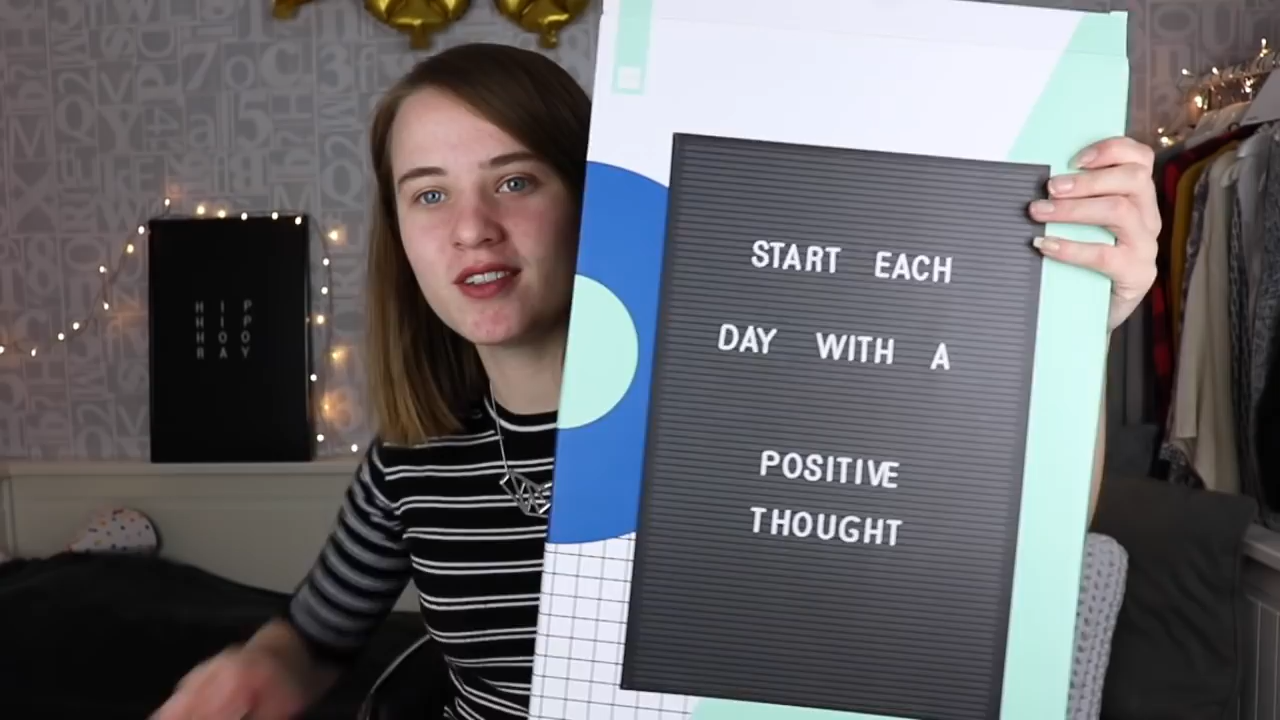 START EACH
DAY WITH A
POSITIVE
THOUGHT
H I P
H I P
H O O
R A Y